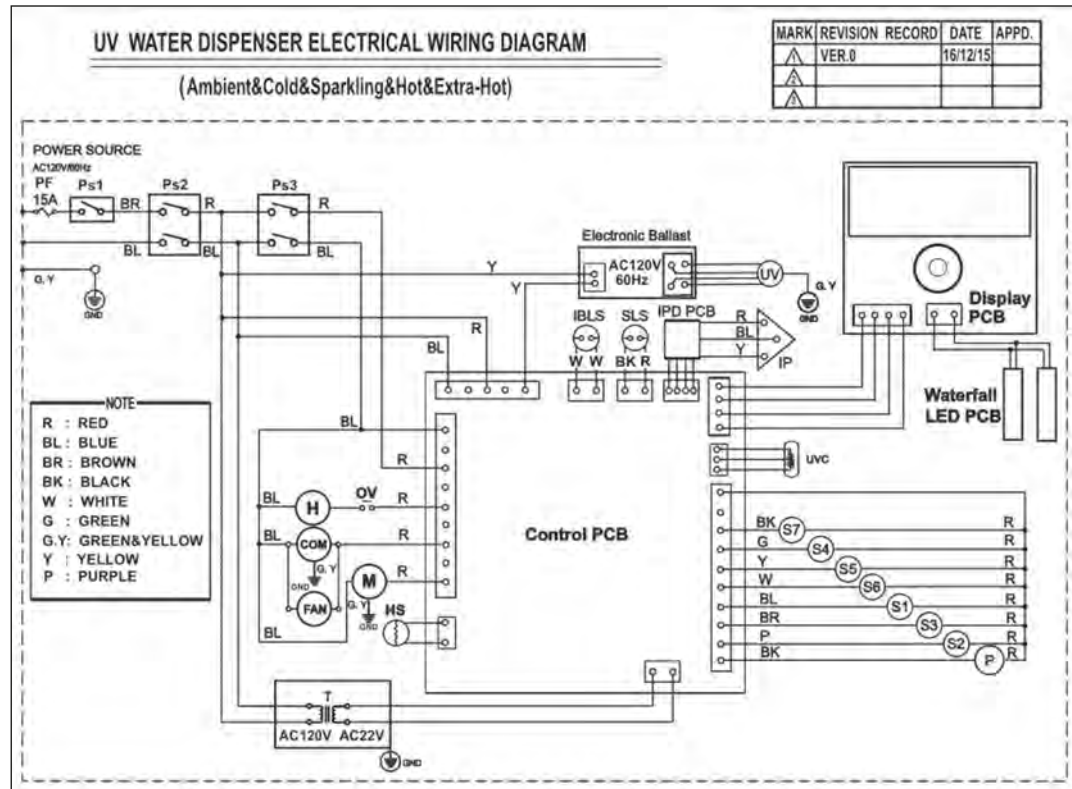 UV WATER DISPENSER ELECTRICAL WIRING DIAGRAM
(Ambient&Cold&Sparkling&Hot&Extra-Hot)
MARK REVISION RECORD DATE APPD.
1 VER.0 16/12/15
2
3
POWER SOURCE
AC120V/60Hz
PF
15A
Ps1
BR
Ps2
R
BL
BL
Ps3
R
BL
G, Y
GND
Y
Y
R
BL
Electronic Ballast
AC120V
60Hz
UV
G, Y
GND
IBLS
W W
SLS
BK R
IPD PCB
R
BL
Y
IP
Display
PCB
Waterfall
LED PCB
UVC
NOTE
R : RED
BL : BLUE
BR : BROWN
BK : BLACK
W : WHITE
G : GREEN
G.Y: GREEN&YELLOW
Y : YELLOW
P : PURPLE
BL
R
BL H OV R
BL COM R
GND G, Y
FAN
M R
G, Y
GND
BL
HS
Control PCB
BK S7 R
G S4 R
Y S5 R
W S6 R
BL S1 R
BR S3 R
P S2 R
BK P R
T
AC120V AC22V
GND